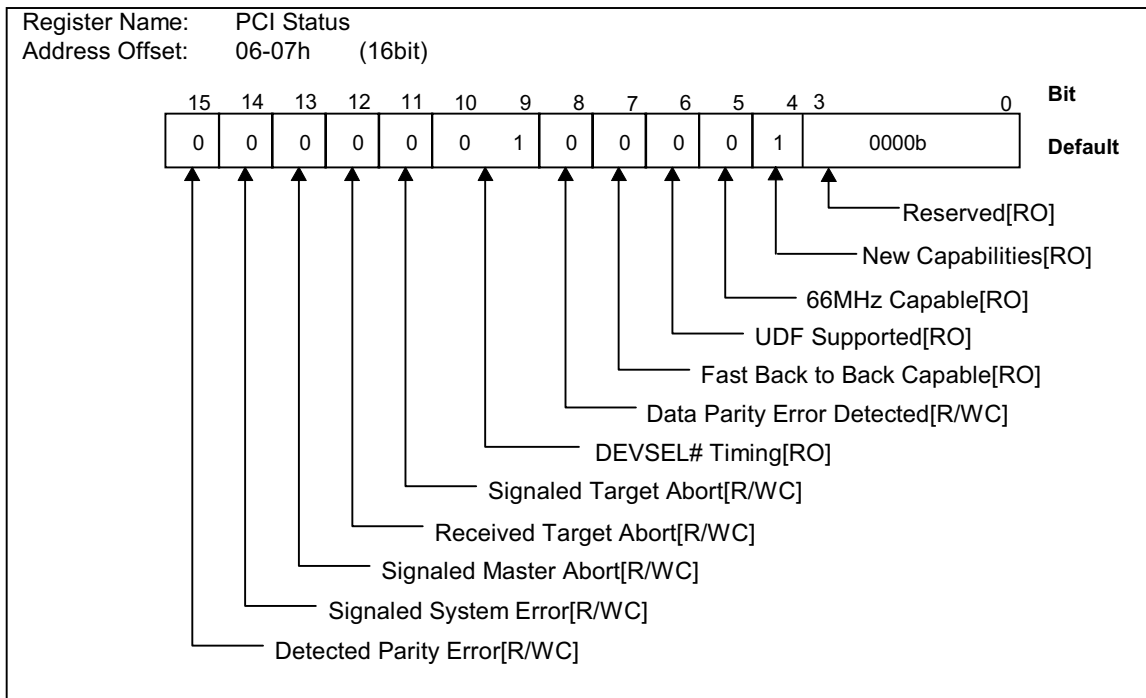 Register Name: PCI Status
Address Offset: 06-07h (16bit)
15 14 13 12 11 10 9 8 7 6 5 4 3 0 Bit
0 0 0 0 0 0 1 0 0 0 0 1 0000b Default
Reserved[RO]
New Capabilities[RO]
66MHz Capable[RO]
UDF Supported[RO]
Fast Back to Back Capable[RO]
Data Parity Error Detected[R/WC]
DEVSEL# Timing[RO]
Signaled Target Abort[R/WC]
Received Target Abort[R/WC]
Signaled Master Abort[R/WC]
Signaled System Error[R/WC]
Detected Parity Error[R/WC]